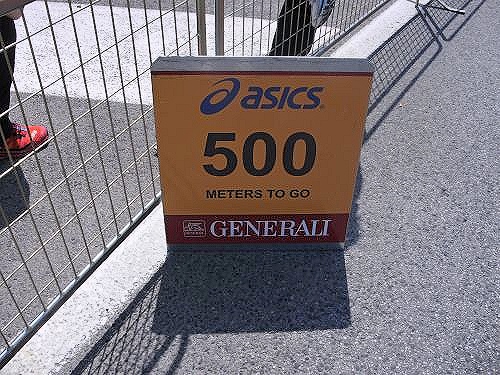 asics
500
METERS TO GO
GENERALI